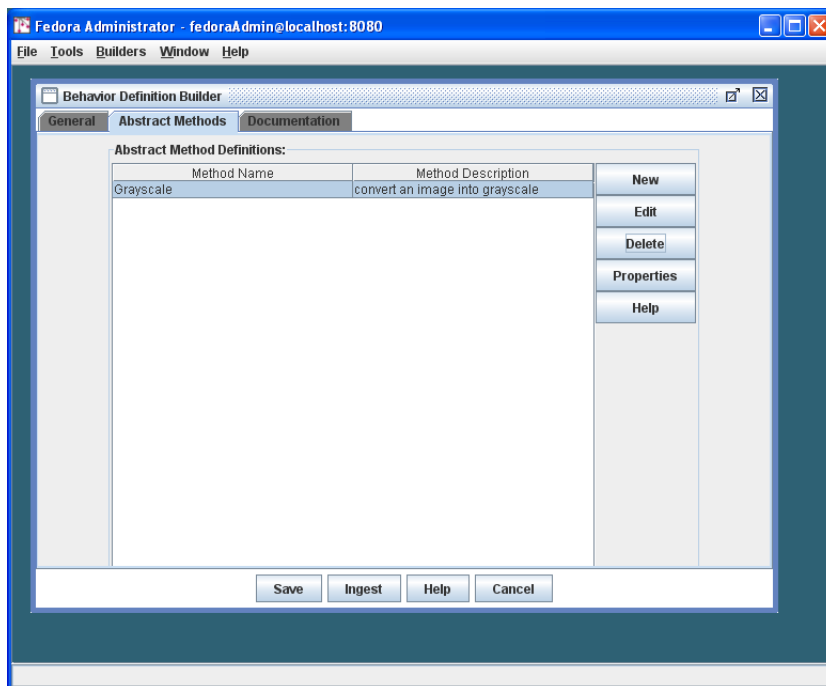 Fedora Administrator - fedoraAdmin@localhost:8080
File Tools Builders Window Help
Behavior Definition Builder
General Abstract Methods Documentation
Abstract Method Definitions:
Method Name Method Description
Grayscale convert an image into grayscale
New
Edit
Delete
Properties
Help
Save Ingest Help Cancel